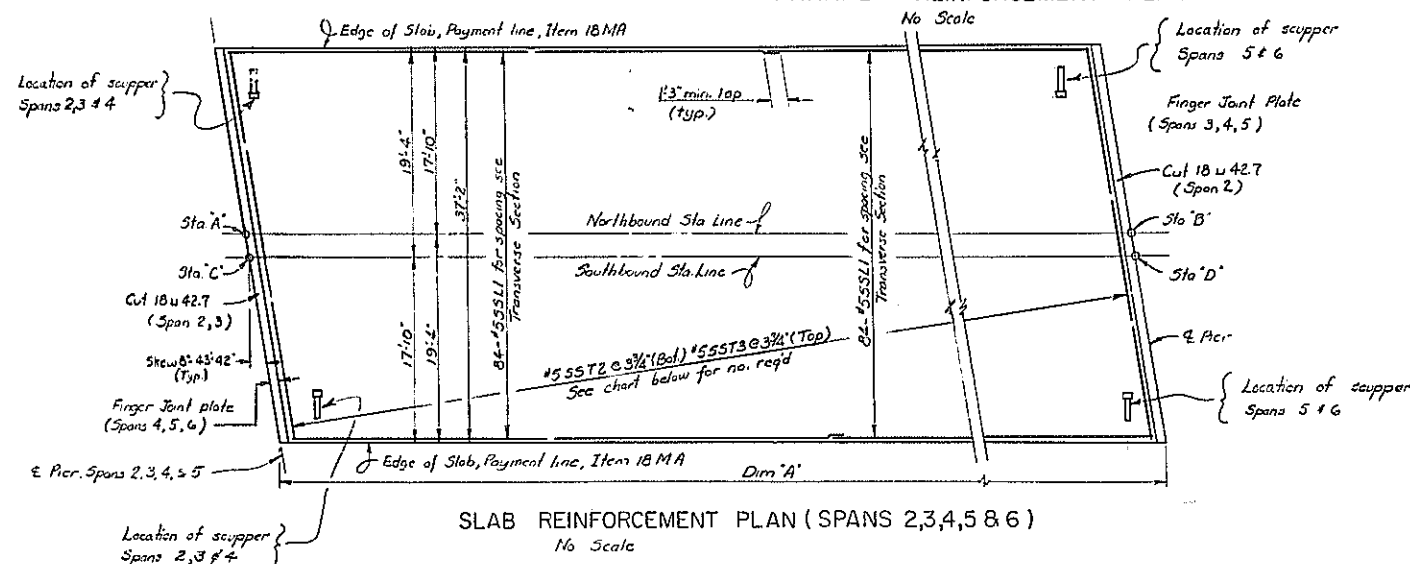 No Scale
Edge of Slab, Payment line, Item 18MA
Location of scupper
Spans 5 & 6
Location of scupper
Spans 2,3 & 4
1'-3" min. lap
(typ.)
Finger Joint Plate
(Spans 3,4,5)
19'-4"
17'-10"
37'-2"
84-#5SSL1 for spacing see
Transverse Section
84-#5SSL1 for spacing see
Transverse Section
Cut 18 ⊔ 42.7
(Span 2)
Sta "A"
Northbound Sta Line
Sta "B"
Sta. "C"
Southbound Sta. Line
Sta "D"
Cut 18 ⊔ 42.7
(Span 2,3)
Skew 8°-43'-42"
(Typ.)
17'-10"
19'-4"
#5SST2 @ 3¾" (Bot.) #5SST3 @ 3¾" (Top)
See chart below for no. req'd
℄ Pier
Finger Joint plate
(Spans 4,5,6)
Location of scupper
Spans 5 & 6
℄ Pier. Spans 2,3,4, & 5
Edge of Slab, Payment line, Item 18MA
Dim "A"
SLAB REINFORCEMENT PLAN (SPANS 2,3,4,5 & 6)
No Scale
Location of scupper
Spans 2,3 & 4